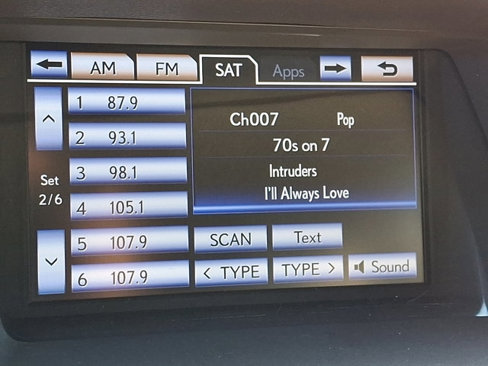 AM FM SAT Apps
1 87.9
2 93.1
3 98.1
4 105.1
5 107.9
6 107.9
Set
2/6
Ch007 Pop
70s on 7
Intruders
I'll Always Love
SCAN Text
< TYPE TYPE > Sound